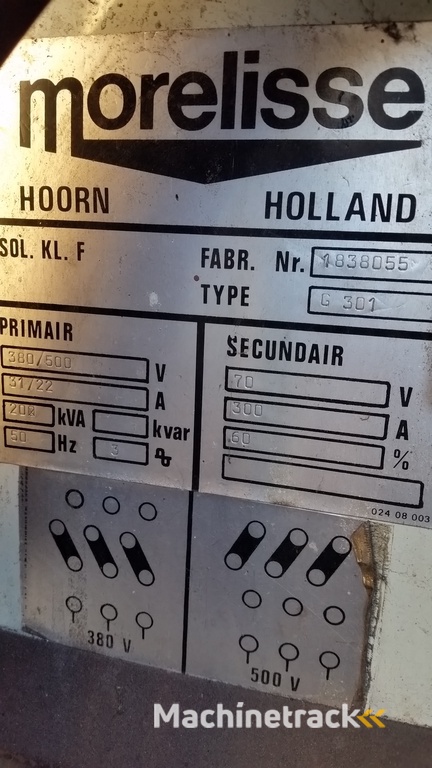 morelisse
HOORN HOLLAND
SOL. KL. F
FABR. Nr. 1838055
TYPE G 301
PRIMAIR
380/500 V
31/22 A
kVA kvar
50 Hz 3
SECUNDAIR
70 V
300 A
60 %
024 08 003
380 V
500 V
Machinetrack